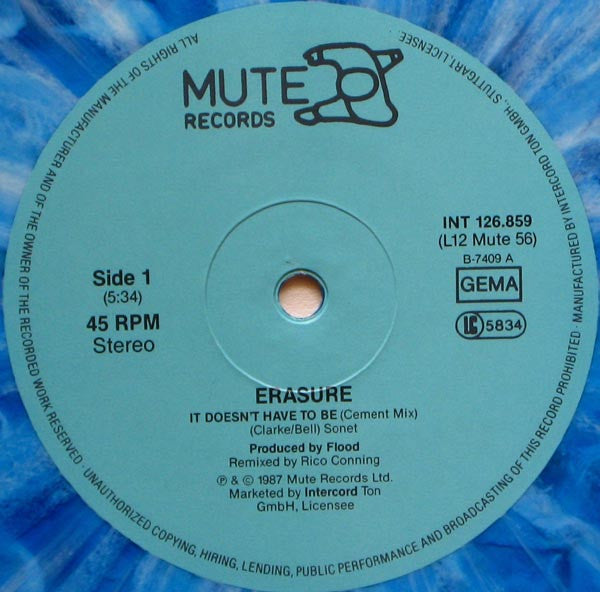 MUTE
RECORDS
Side 1
(5:34)
45 RPM
Stereo
INT 126.859
(L12 Mute 56)
B-7409 A
GEMA
LC 5834
ERASURE
IT DOESN'T HAVE TO BE (Cement Mix)
(Clarke/Bell) Sonet
Produced by Flood
Remixed by Rico Conning
℗ & © 1987 Mute Records Ltd.
Marketed by Intercord Ton
GmbH, Licensee
ALL RIGHTS OF THE MANUFACTURER AND OF THE OWNER OF THE RECORDED WORK RESERVED · UNAUTHORIZED COPYING, HIRING, LENDING, PUBLIC PERFORMANCE AND BROADCASTING OF THIS RECORD PROHIBITED · MANUFACTURED BY INTERCORD TON GMBH., STUTTGART, LICENSEE.